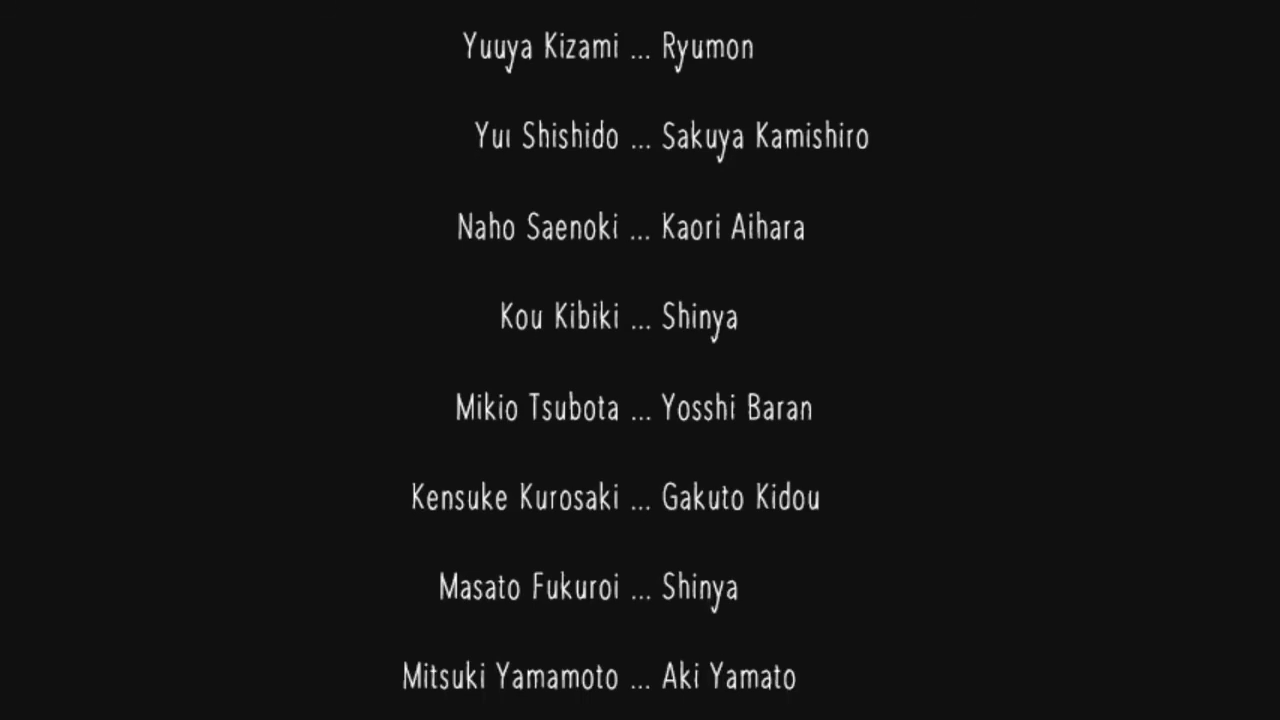 Yuuya Kizami ... Ryumon
Yui Shishido ... Sakuya Kamishiro
Naho Saenoki ... Kaori Aihara
Kou Kibiki ... Shinya
Mikio Tsubota ... Yosshi Baran
Kensuke Kurosaki ... Gakuto Kidou
Masato Fukuroi ... Shinya
Mitsuki Yamamoto ... Aki Yamato